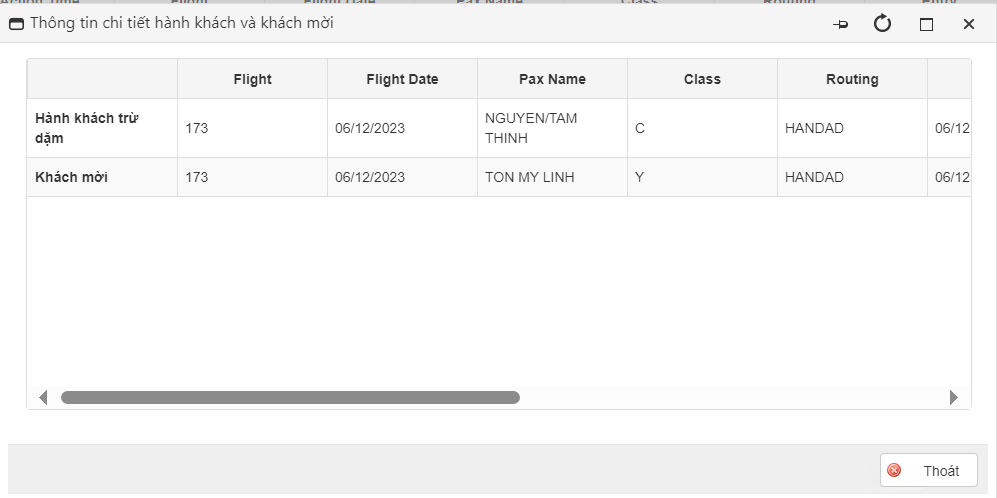 Thông tin chi tiết hành khách và khách mời
Flight Flight Date Pax Name Class Routing
Hành khách trừ dặm 173 06/12/2023 NGUYEN/TAM THINH C HANDAD 06/12
Khách mời 173 06/12/2023 TON MY LINH Y HANDAD 06/12
Thoát